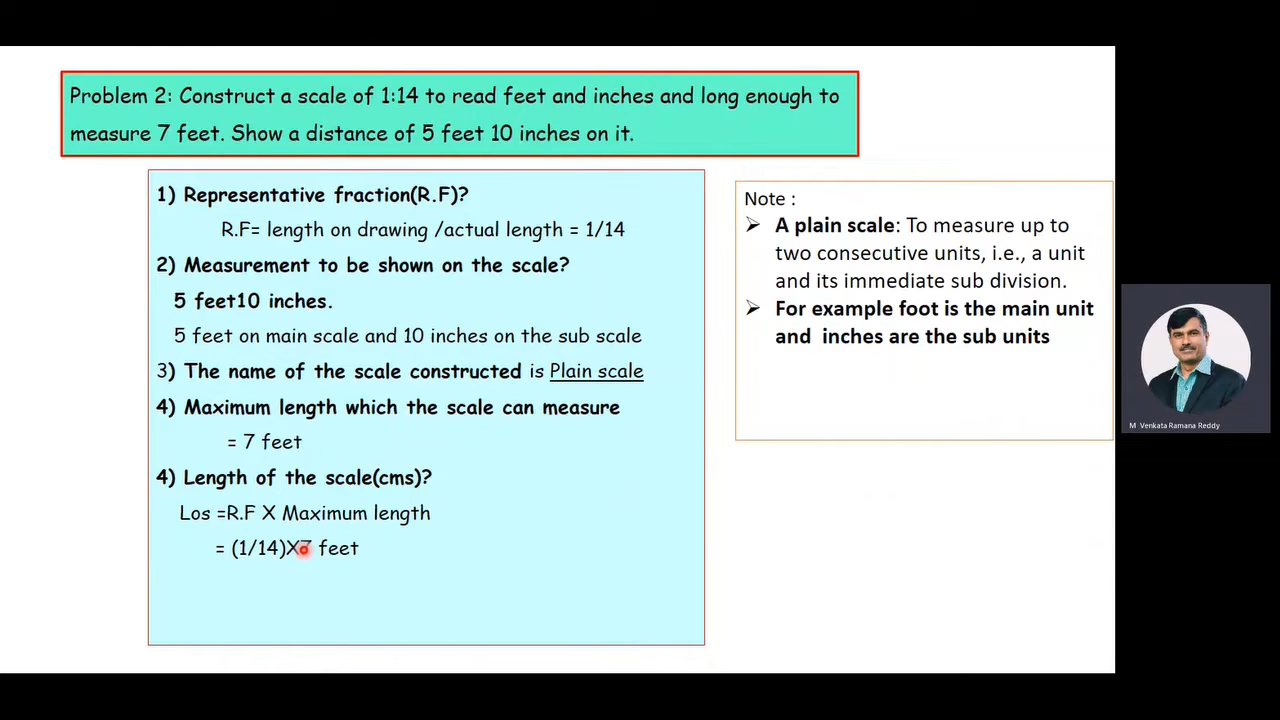 Problem 2: Construct a scale of 1:14 to read feet and inches and long enough to
measure 7 feet. Show a distance of 5 feet 10 inches on it.
1) Representative fraction(R.F)?
R.F= length on drawing /actual length = 1/14
2) Measurement to be shown on the scale?
5 feet10 inches.
5 feet on main scale and 10 inches on the sub scale
3) The name of the scale constructed is Plain scale
4) Maximum length which the scale can measure
= 7 feet
4) Length of the scale(cms)?
Los =R.F X Maximum length
= (1/14)X7 feet
Note :
➢ A plain scale: To measure up to
two consecutive units, i.e., a unit
and its immediate sub division.
➢ For example foot is the main unit
and inches are the sub units
M Venkata Ramana Reddy